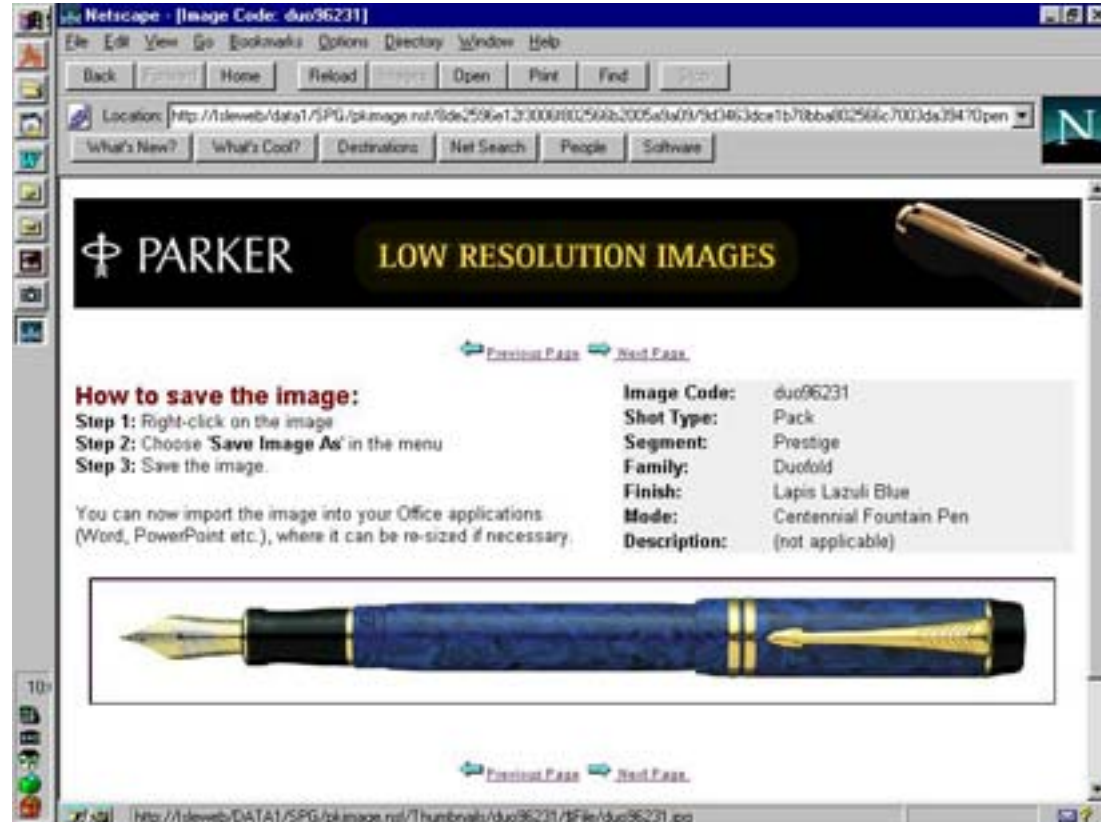 Netscape - [Image Code: duo96231]
File Edit View Go Bookmarks Options Directory Window Help
Back Forward Home Reload Images Open Print Find Stop
Location:
What's New? What's Cool? Destinations Net Search People Software
PARKER LOW RESOLUTION IMAGES
Previous Page Next Page
How to save the image:
Step 1: Right-click on the image
Step 2: Choose 'Save Image As' in the menu
Step 3: Save the image.
You can now import the image into your Office applications
(Word, PowerPoint etc.), where it can be re-sized if necessary.
Image Code: duo96231
Shot Type: Pack
Segment: Prestige
Family: Duofold
Finish: Lapis Lazuli Blue
Mode: Centennial Fountain Pen
Description: (not applicable)
Previous Page Next Page